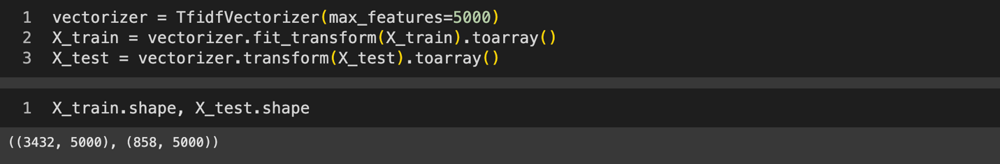 1 vectorizer = TfidfVectorizer(max_features=5000)
2 X_train = vectorizer.fit_transform(X_train).toarray()
3 X_test = vectorizer.transform(X_test).toarray()
1 X_train.shape, X_test.shape
((3432, 5000), (858, 5000))